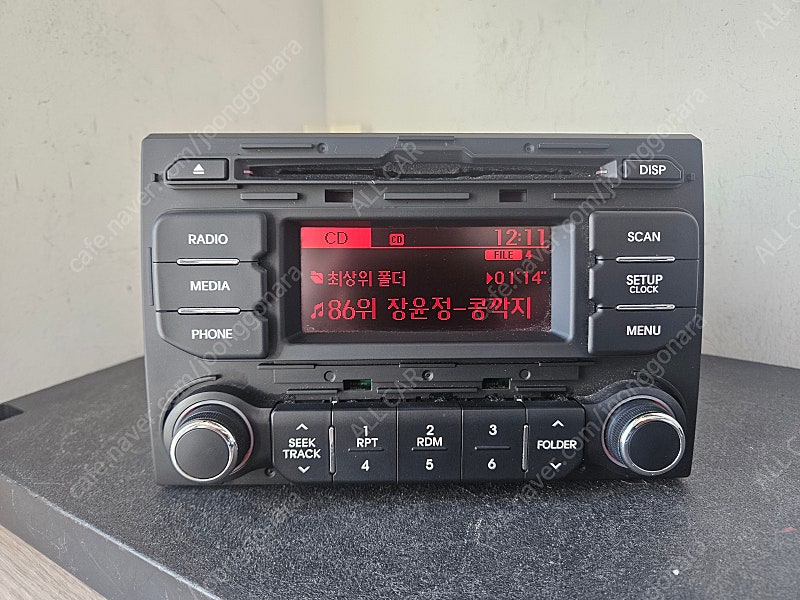 DISP
RADIO
MEDIA
PHONE
CD CD 12:11
FILE
최상위 폴더 01'14"
86위 장윤정-콩깍지
SCAN
SETUP
CLOCK
MENU
SEEK
TRACK
1
RPT
4
2
RDM
5
3
6
FOLDER
cafe.naver.com/joonggonara
ALL CAR